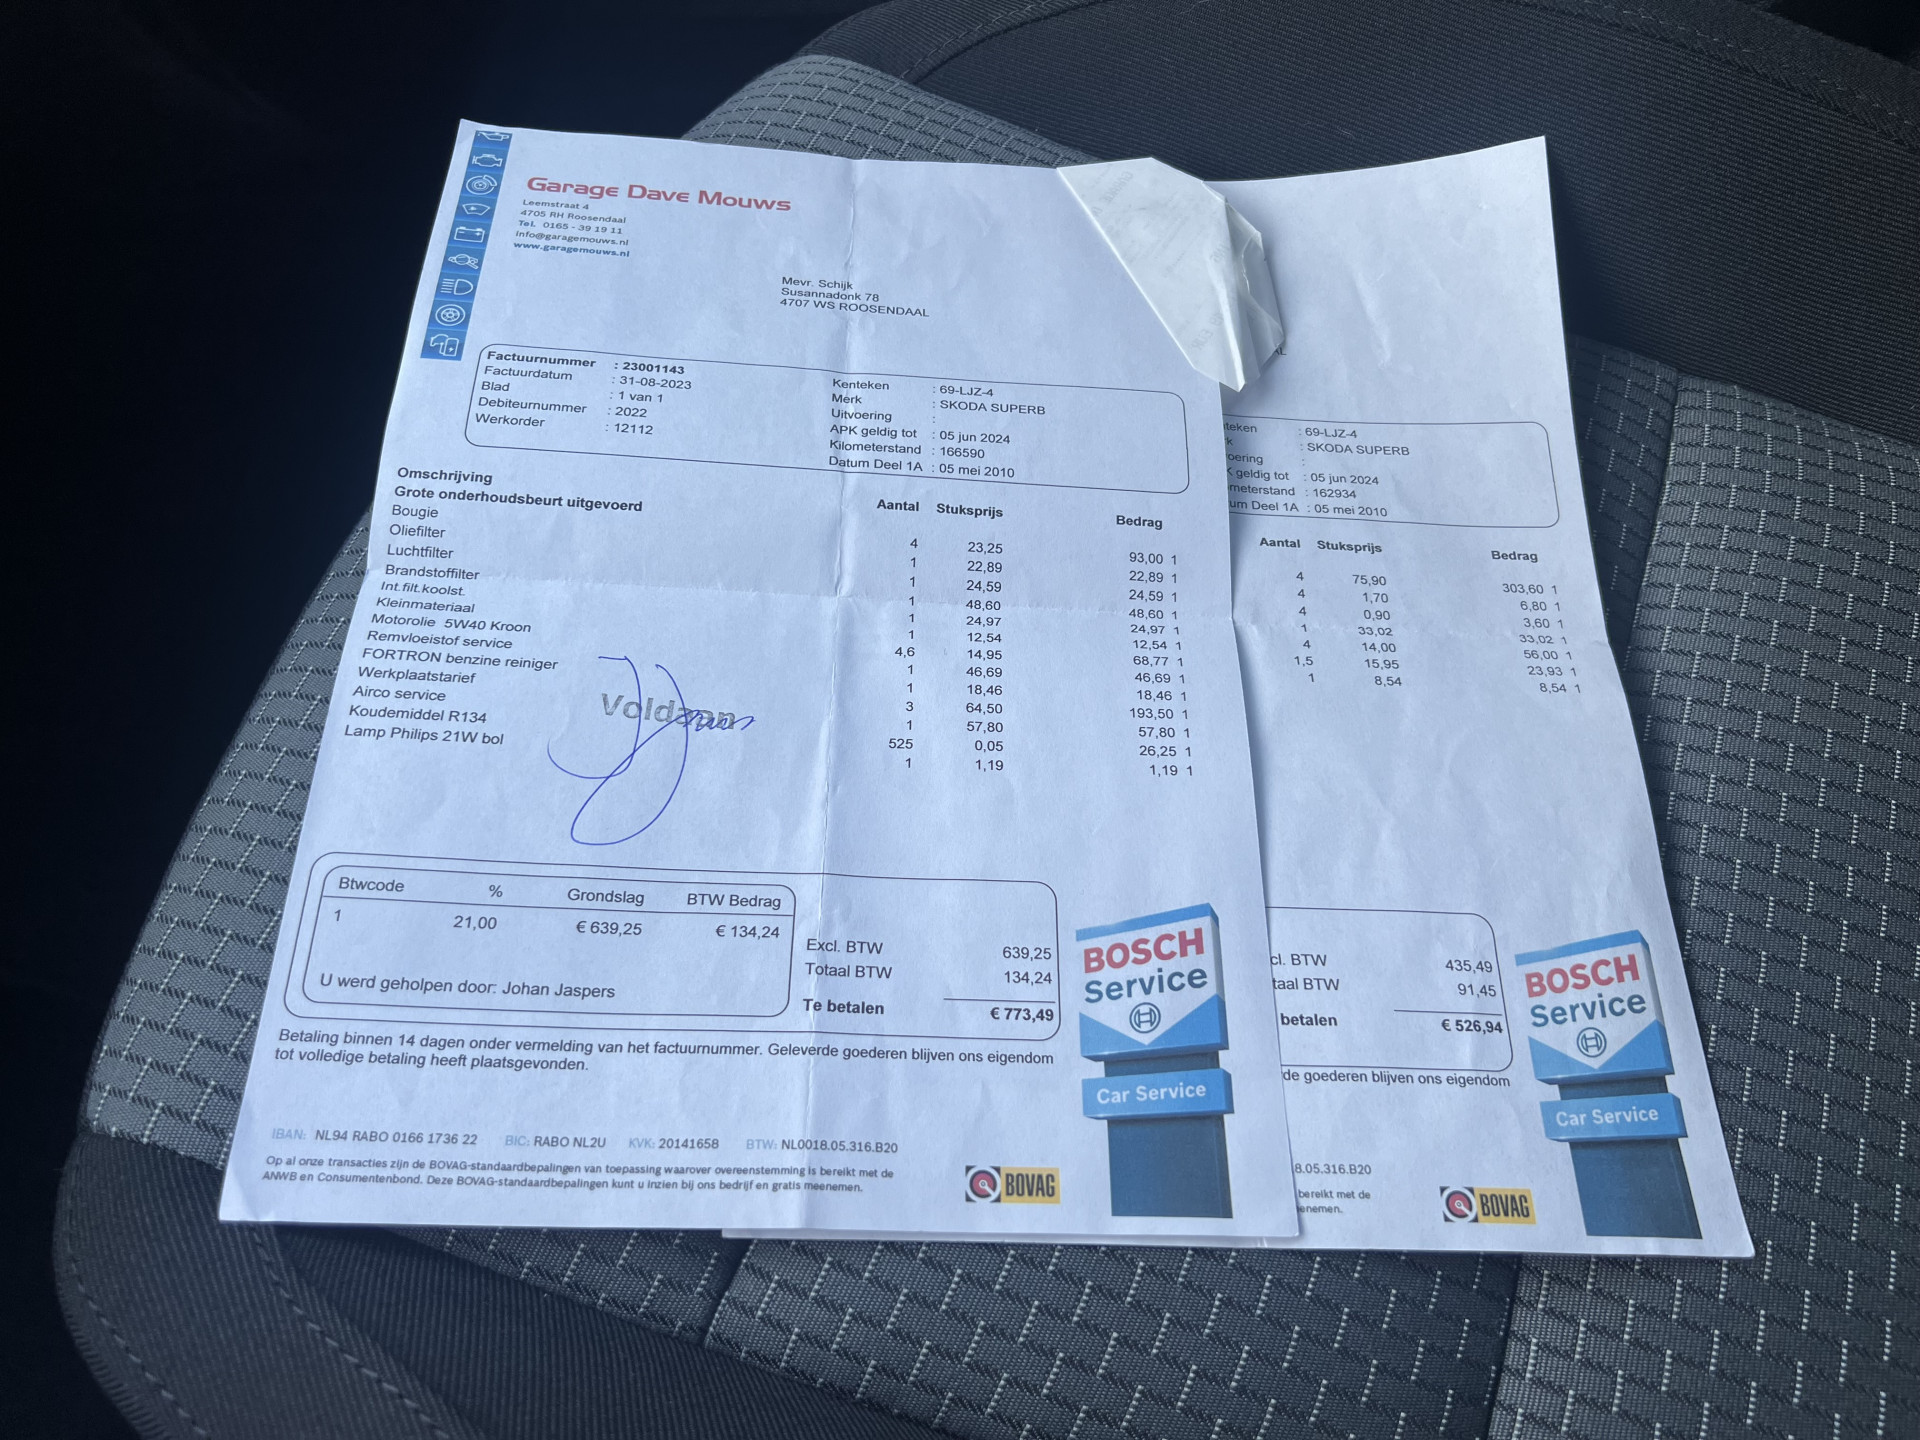 Garage Dave Mouws
Leemstraat 4
4705 RH Roosendaal
Tel. 0165 - 39 19 11
info@garagemouws.nl
www.garagemouws.nl
Mevr. Schijk
Susannadonk 78
4707 WS ROOSENDAAL
Factuurnummer : 23001143
Factuurdatum : 31-08-2023
Blad : 1 van 1
Debiteurnummer : 2022
Werkorder : 12112
Kenteken : 69-LJZ-4
Merk : SKODA SUPERB
Uitvoering :
APK geldig tot : 05 jun 2024
Kilometerstand : 166590
Datum Deel 1A : 05 mei 2010
Omschrijving Aantal Stuksprijs Bedrag
Grote onderhoudsbeurt uitgevoerd
Bougie 4 23,25 93,00 1
Oliefilter 1 22,89 22,89 1
Luchtfilter 1 24,59 24,59 1
Brandstoffilter 1 48,60 48,60 1
Int.filt.koolst. 1 24,97 24,97 1
Kleinmateriaal 1 12,54 12,54 1
Motorolie 5W40 Kroon 4,6 14,95 68,77 1
Remvloeistof service 1 46,69 46,69 1
FORTRON benzine reiniger 1 18,46 18,46 1
Werkplaatstarief 3 64,50 193,50 1
Airco service 1 57,80 57,80 1
Koudemiddel R134 525 0,05 26,25 1
Lamp Philips 21W bol 1 1,19 1,19 1
Voldaan
Btwcode % Grondslag BTW Bedrag
1 21,00 € 639,25 € 134,24
U werd geholpen door: Johan Jaspers
Excl. BTW 639,25
Totaal BTW 134,24
Te betalen € 773,49
Betaling binnen 14 dagen onder vermelding van het factuurnummer. Geleverde goederen blijven ons eigendom
tot volledige betaling heeft plaatsgevonden.
IBAN: NL94 RABO 0166 1736 22 BIC: RABO NL2U KVK: 20141658 BTW: NL0018.05.316.B20
Op al onze transacties zijn de BOVAG-standaardbepalingen van toepassing waarover overeenstemming is bereikt met de
ANWB en Consumentenbond. Deze BOVAG-standaardbepalingen kunt u inzien bij ons bedrijf en gratis meenemen.
BOVAG
BOSCH
Service
Car Service
teken : 69-LJZ-4
k : SKODA SUPERB
oering :
geldig tot : 05 jun 2024
meterstand : 162934
um Deel 1A : 05 mei 2010
Aantal Stuksprijs Bedrag
4 75,90 303,60 1
4 1,70 6,80 1
4 0,90 3,60 1
1 33,02 33,02 1
4 14,00 56,00 1
1,5 15,95 23,93 1
1 8,54 8,54 1
cl. BTW 435,49
taal BTW 91,45
betalen € 526,94
de goederen blijven ons eigendom
8.05.316.B20
bereikt met de
enemen.
BOVAG
BOSCH
Service
Car Service